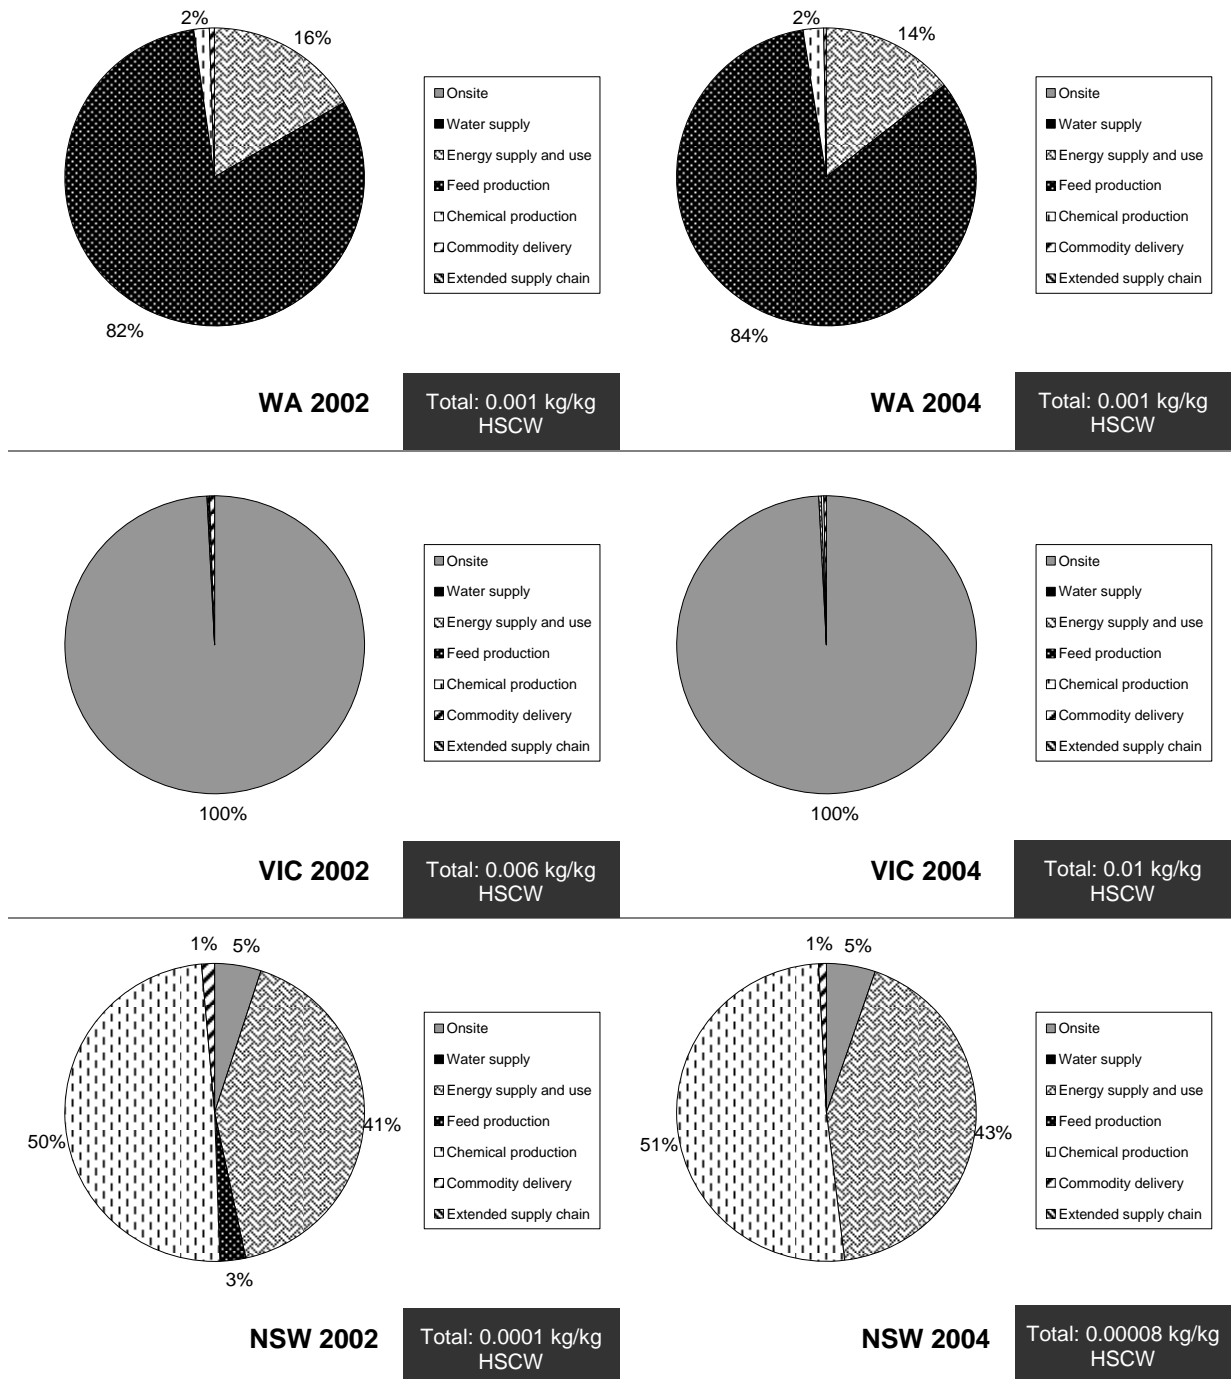 2%
16%
82%
Onsite
Water supply
Energy supply and use
Feed production
Chemical production
Commodity delivery
Extended supply chain
WA 2002
Total: 0.001 kg/kg
HSCW
2%
14%
84%
Onsite
Water supply
Energy supply and use
Feed production
Chemical production
Commodity delivery
Extended supply chain
WA 2004
Total: 0.001 kg/kg
HSCW
100%
Onsite
Water supply
Energy supply and use
Feed production
Chemical production
Commodity delivery
Extended supply chain
VIC 2002
Total: 0.006 kg/kg
HSCW
100%
Onsite
Water supply
Energy supply and use
Feed production
Chemical production
Commodity delivery
Extended supply chain
VIC 2004
Total: 0.01 kg/kg
HSCW
1%
5%
41%
50%
3%
Onsite
Water supply
Energy supply and use
Feed production
Chemical production
Commodity delivery
Extended supply chain
NSW 2002
Total: 0.0001 kg/kg
HSCW
1%
5%
43%
51%
Onsite
Water supply
Energy supply and use
Feed production
Chemical production
Commodity delivery
Extended supply chain
NSW 2004
Total: 0.00008 kg/kg
HSCW